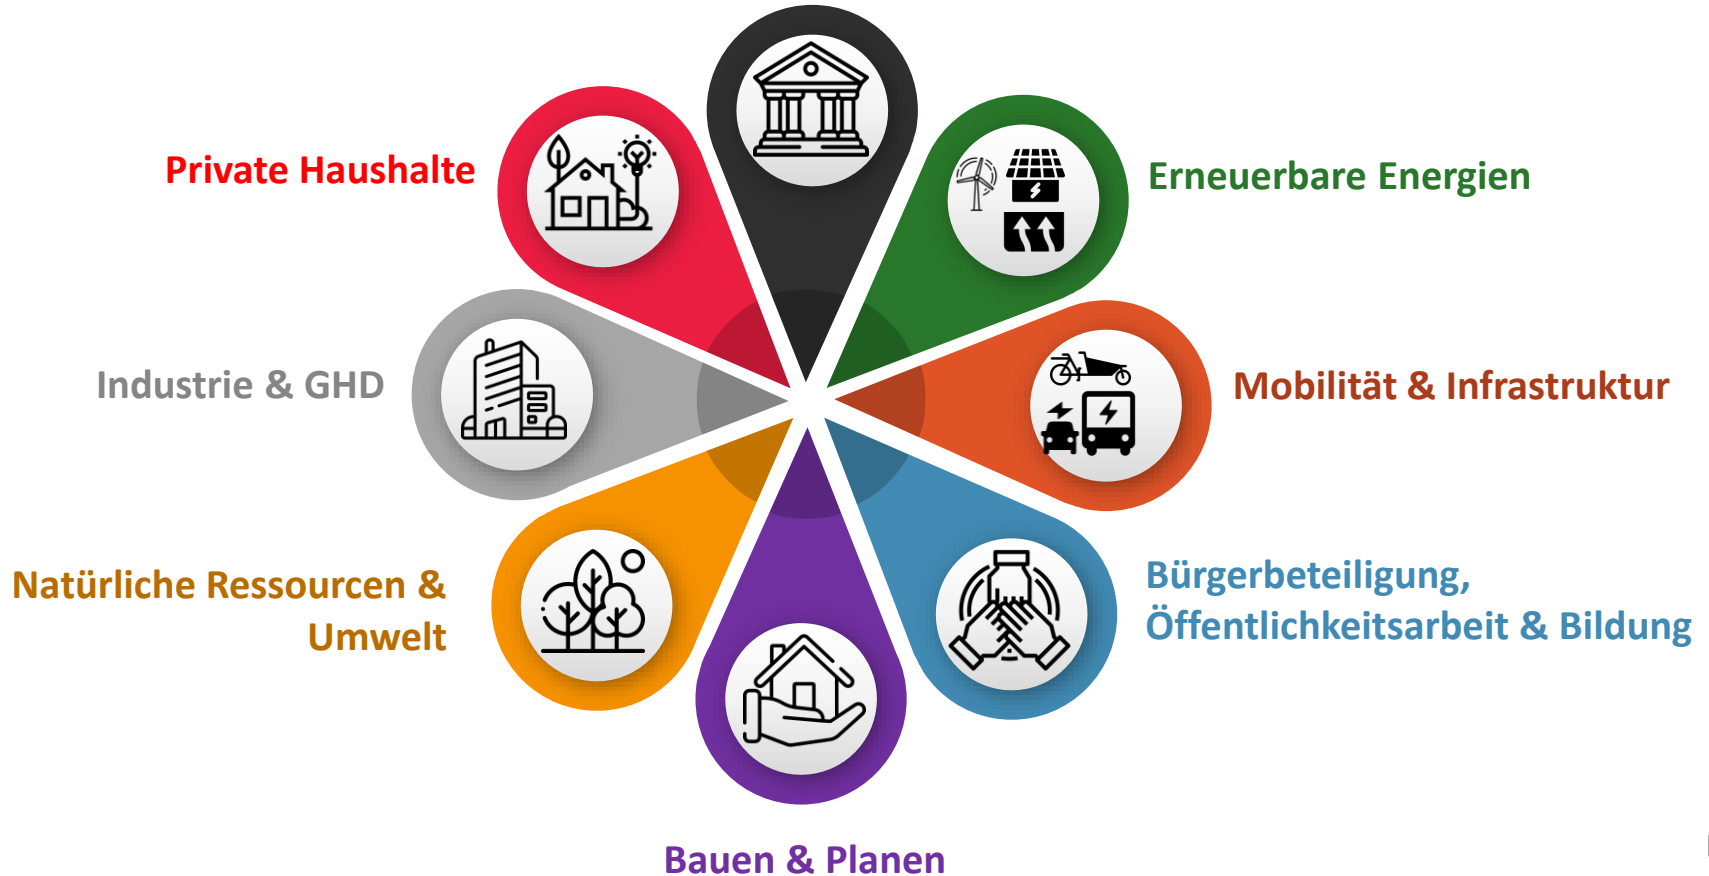 Private Haushalte
Erneuerbare Energien
Industrie & GHD
Mobilität & Infrastruktur
Natürliche Ressourcen &
Umwelt
Bürgerbeteiligung,
Öffentlichkeitsarbeit & Bildung
Bauen & Planen